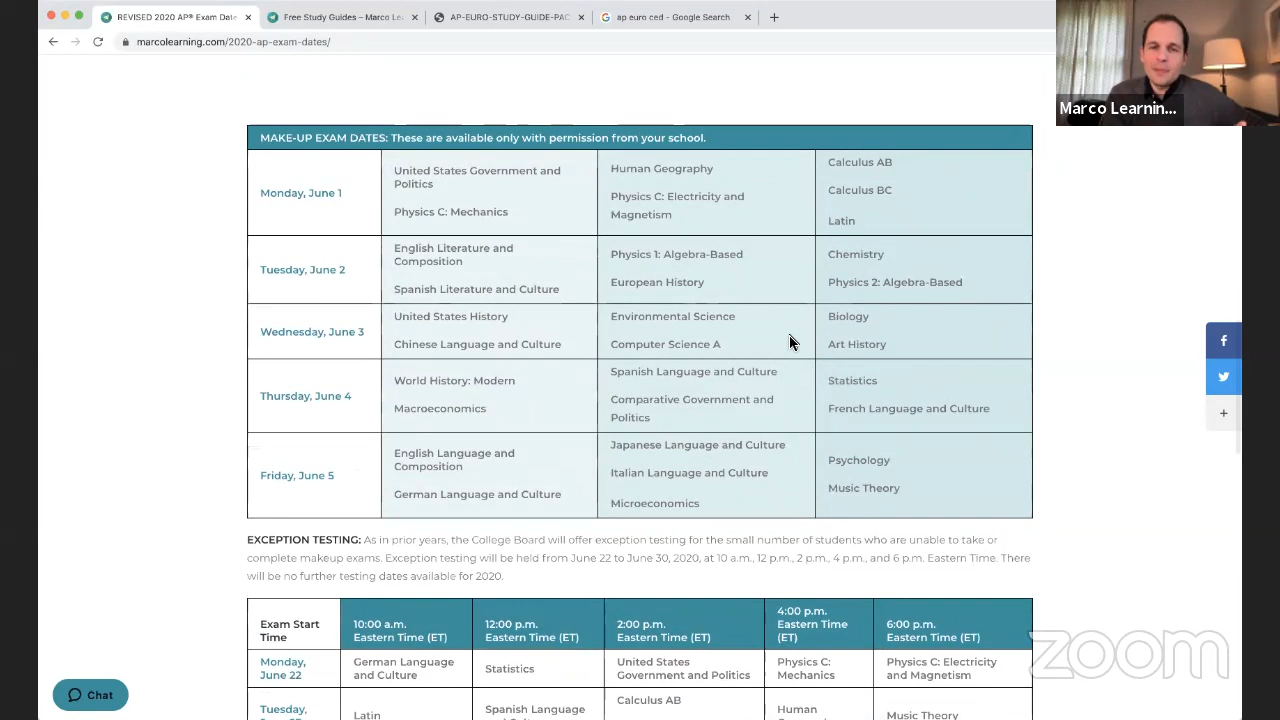 REVISED 2020 AP® Exam Date
Free Study Guides – Marco Le
AP-EURO-STUDY-GUIDE-PAC
ap euro ced - Google Search
marcolearning.com/2020-ap-exam-dates/
Marco Learnin...
MAKE-UP EXAM DATES: These are available only with permission from your school.
Monday, June 1
United States Government and
Politics
Physics C: Mechanics
Human Geography
Physics C: Electricity and
Magnetism
Calculus AB
Calculus BC
Latin
Tuesday, June 2
English Literature and
Composition
Spanish Literature and Culture
Physics 1: Algebra-Based
European History
Chemistry
Physics 2: Algebra-Based
Wednesday, June 3
United States History
Chinese Language and Culture
Environmental Science
Computer Science A
Biology
Art History
Thursday, June 4
World History: Modern
Macroeconomics
Spanish Language and Culture
Comparative Government and
Politics
Statistics
French Language and Culture
Friday, June 5
English Language and
Composition
German Language and Culture
Japanese Language and Culture
Italian Language and Culture
Microeconomics
Psychology
Music Theory
EXCEPTION TESTING: As in prior years, the College Board will offer exception testing for the small number of students who are unable to take or
complete makeup exams. Exception testing will be held from June 22 to June 30, 2020, at 10 a.m., 12 p.m., 2 p.m., 4 p.m., and 6 p.m. Eastern Time. There
will be no further testing dates available for 2020.
Exam Start
Time
10:00 a.m.
Eastern Time (ET)
12:00 p.m.
Eastern Time (ET)
2:00 p.m.
Eastern Time (ET)
4:00 p.m.
Eastern Time
(ET)
6:00 p.m.
Eastern Time (ET)
Monday,
June 22
German Language
and Culture
Statistics
United States
Government and Politics
Physics C:
Mechanics
Physics C: Electricity
and Magnetism
Tuesday,
Latin
Spanish Language
Calculus AB
Human
Music Theory
Chat
zoom